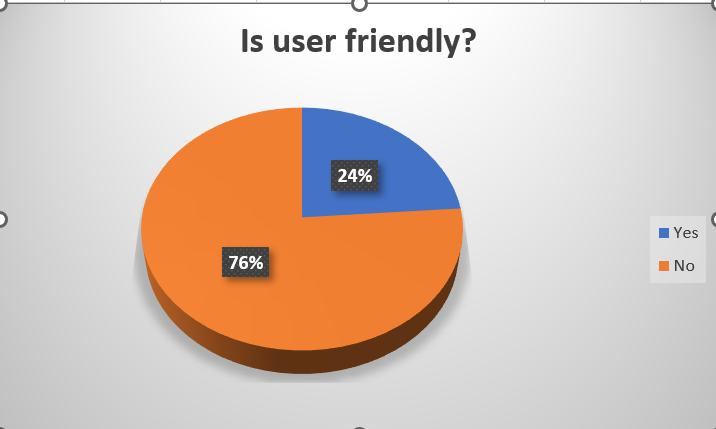 Is user friendly?
24%
76%
Yes
No